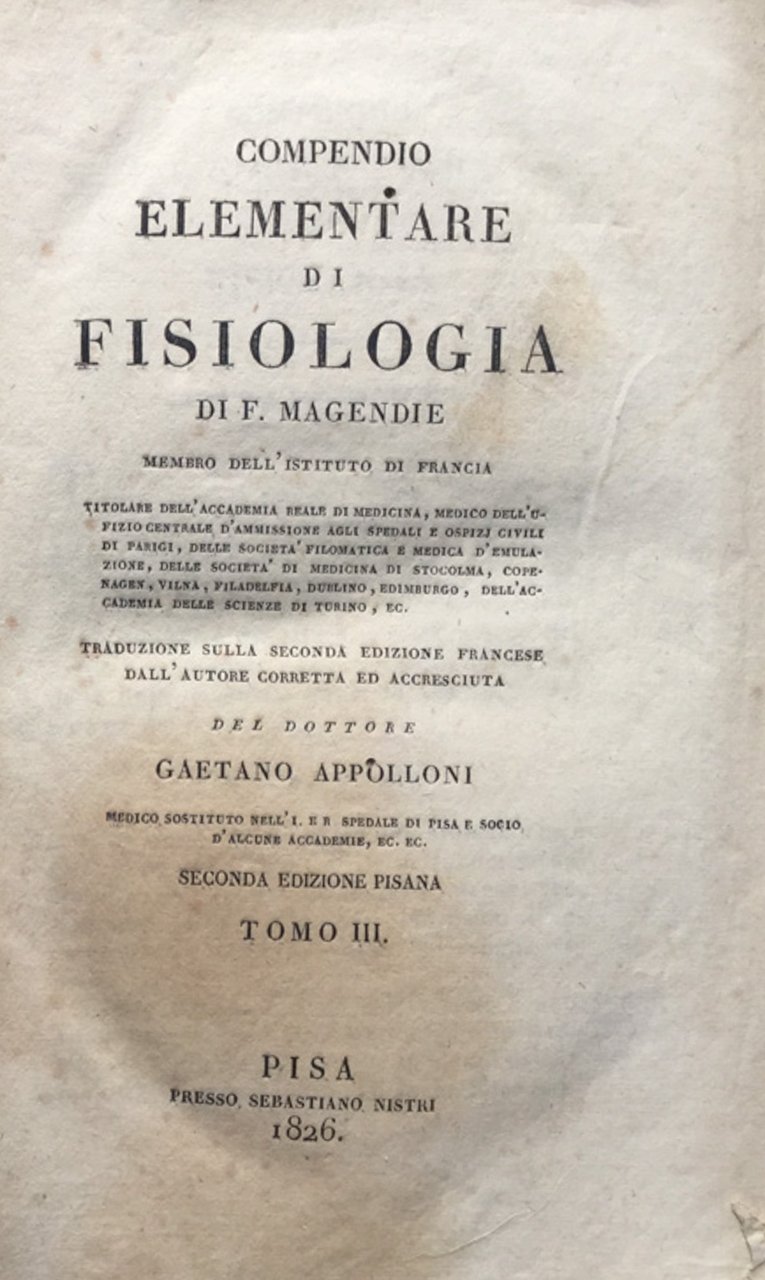 COMPENDIO
ELEMENTARE
DI
FISIOLOGIA
DI F. MAGENDIE
MEMBRO DELL'ISTITUTO DI FRANCIA
TITOLARE DELL'ACCADEMIA REALE DI MEDICINA, MEDICO DELL'U-
FIZIO CENTRALE D'AMMISSIONE AGLI SPEDALI E OSPIZJ CIVILI
DI PARIGI, DELLE SOCIETA' FILOMATICA E MEDICA D'EMULA-
ZIONE, DELLE SOCIETA' DI MEDICINA DI STOCOLMA, COPE-
NAGEN, VILNA, FILADELFIA, DUBLINO, EDIMBURGO, DELL'AC-
CADEMIA DELLE SCIENZE DI TURINO, EC.
TRADUZIONE SULLA SECONDA EDIZIONE FRANCESE
DALL'AUTORE CORRETTA ED ACCRESCIUTA
DEL DOTTORE
GAETANO APPOLLONI
MEDICO SOSTITUTO NELL'I. E R SPEDALE DI PISA E SOCIO
D'ALCUNE ACCADEMIE, EC. EC.
SECONDA EDIZIONE PISANA
TOMO III.
PISA
PRESSO SEBASTIANO NISTRI
1826.